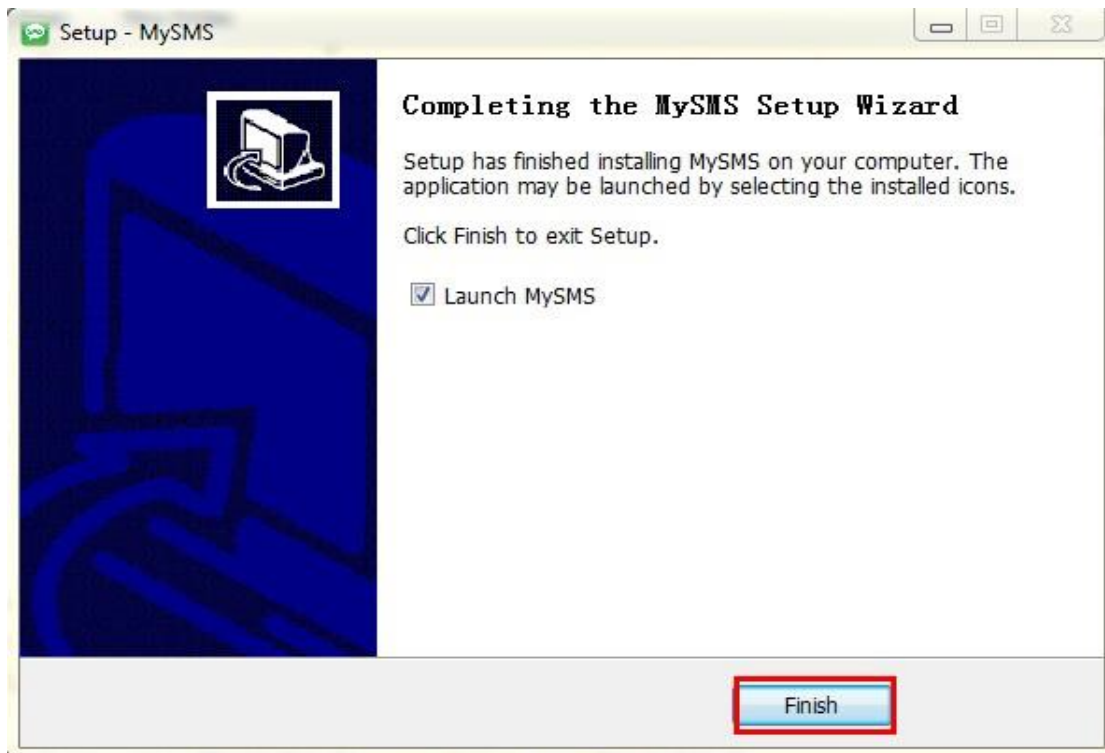 Setup - MySMS
Completing the MySMS Setup Wizard
Setup has finished installing MySMS on your computer. The
application may be launched by selecting the installed icons.
Click Finish to exit Setup.
Launch MySMS
Finish